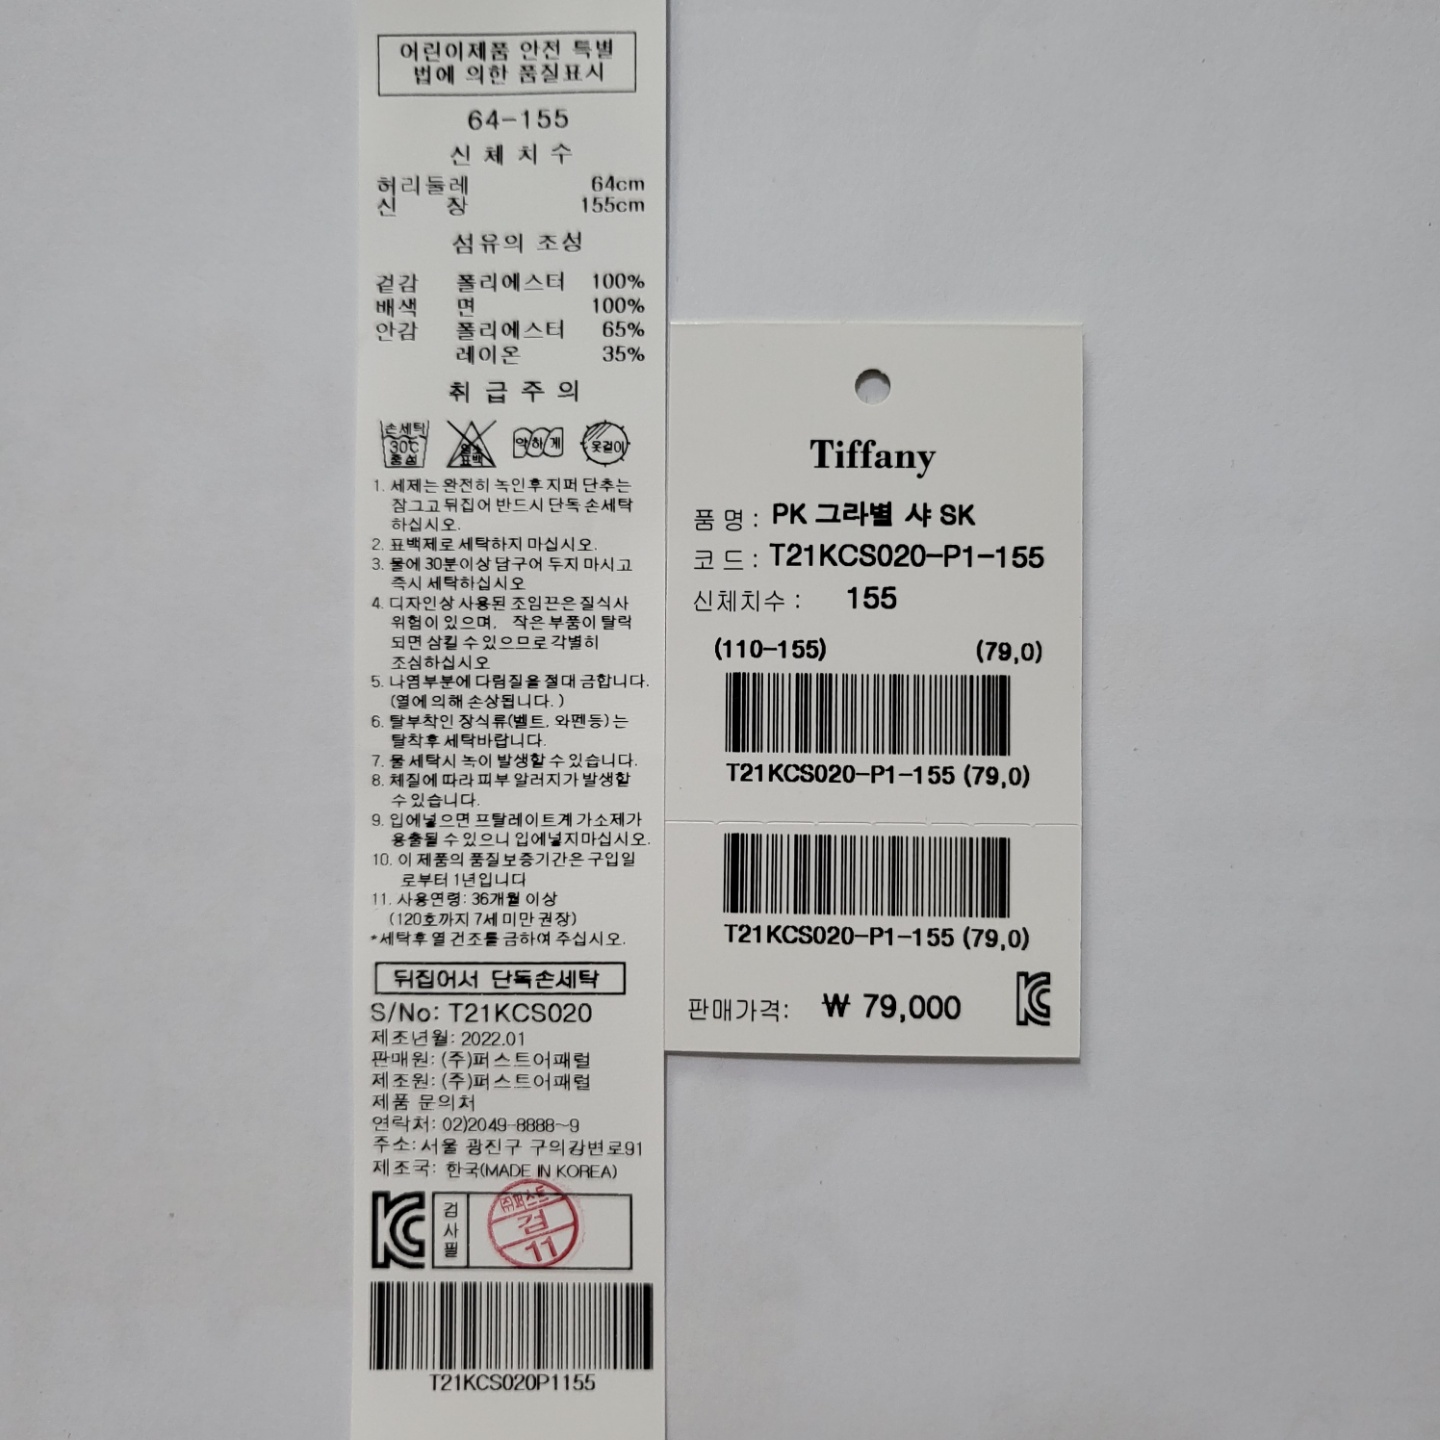 어린이제품 안전 특별
법에 의한 품질표시
64-155
신체치수
허리둘레 64cm
신 장 155cm
섬유의 조성
겉감 폴리에스터 100%
배색 면 100%
안감 폴리에스터 65%
레이온 35%
취급주의
손세탁 30℃ 중성 염소 표백 약하게 옷걸이
1. 세제는 완전히 녹인후 지퍼 단추는
잠그고 뒤집어 반드시 단독 손세탁
하십시오.
2. 표백제로 세탁하지 마십시오.
3. 물에 30분이상 담구어 두지 마시고
즉시 세탁하십시오
4. 디자인상 사용된 조임끈은 질식사
위험이 있으며, 작은 부품이 탈락
되면 삼킬 수 있으므로 각별히
조심하십시오
5. 나염부분에 다림질을 절대 금합니다.
(열에 의해 손상됩니다. )
6. 탈부착인 장식류(벨트, 와펜등)는
탈착후 세탁바랍니다.
7. 물 세탁시 녹이 발생할 수 있습니다.
8. 체질에 따라 피부 알러지가 발생할
수 있습니다.
9. 입에넣으면 프탈레이트계 가소제가
용출될 수 있으니 입에넣지마십시오.
10. 이 제품의 품질보증기간은 구입일
로부터 1년입니다
11. 사용연령: 36개월 이상
(120호까지 7세 미만 권장)
*세탁후 열 건조를 금하여 주십시오.
뒤집어서 단독손세탁
S/No: T21KCS020
제조년월: 2022.01
판매원: (주)퍼스트어패럴
제조원: (주)퍼스트어패럴
제품 문의처
연락처: 02)2049-8888~9
주소: 서울 광진구 구의강변로91
제조국: 한국(MADE IN KOREA)
KC 검사필 ㈜퍼스트 검 11
T21KCS020P1155
Tiffany
품 명 : PK 그라별 샤 SK
코 드 : T21KCS020-P1-155
신체치수 : 155
(110-155) (79,0)
T21KCS020-P1-155 (79,0)
T21KCS020-P1-155 (79,0)
판매가격: ₩ 79,000 KC